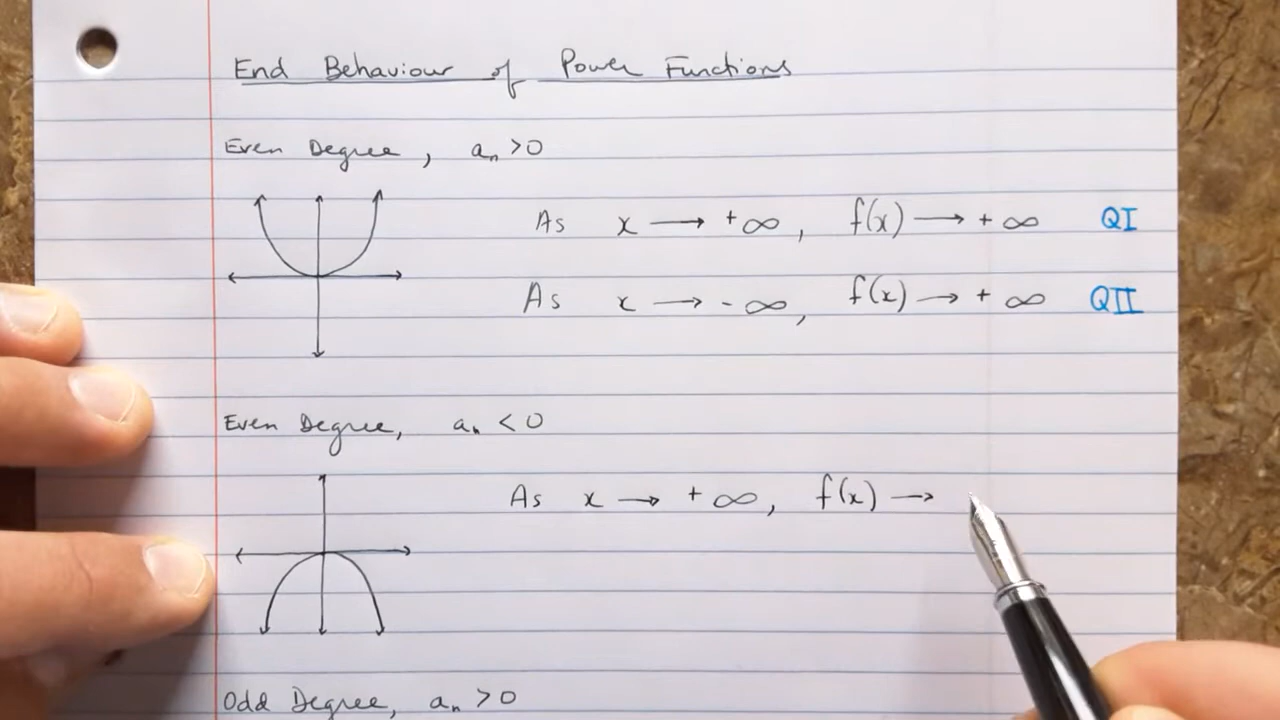 End Behaviour of Power Functions
Even Degree, aₙ > 0
As x → +∞, f(x) → +∞ QI
As x → -∞, f(x) → +∞ QII
Even Degree, aₙ < 0
As x → +∞, f(x) →
Odd Degree, aₙ > 0